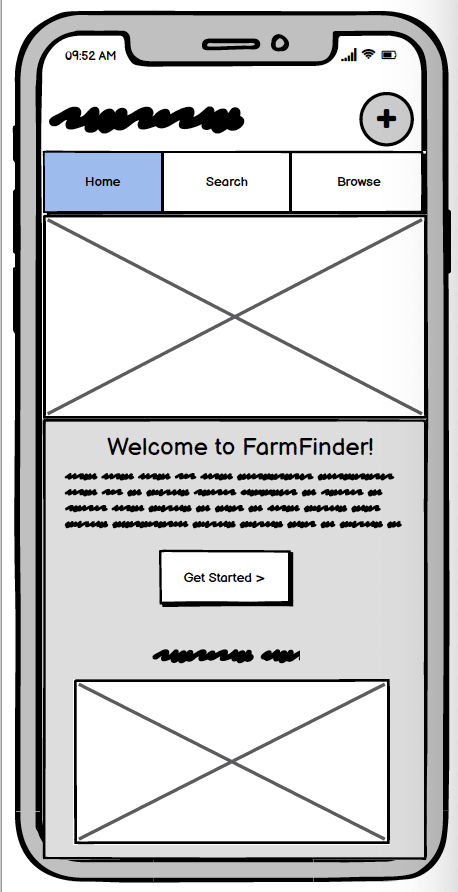 09:52 AM
+
Home Search Browse
Welcome to FarmFinder!
Get Started >